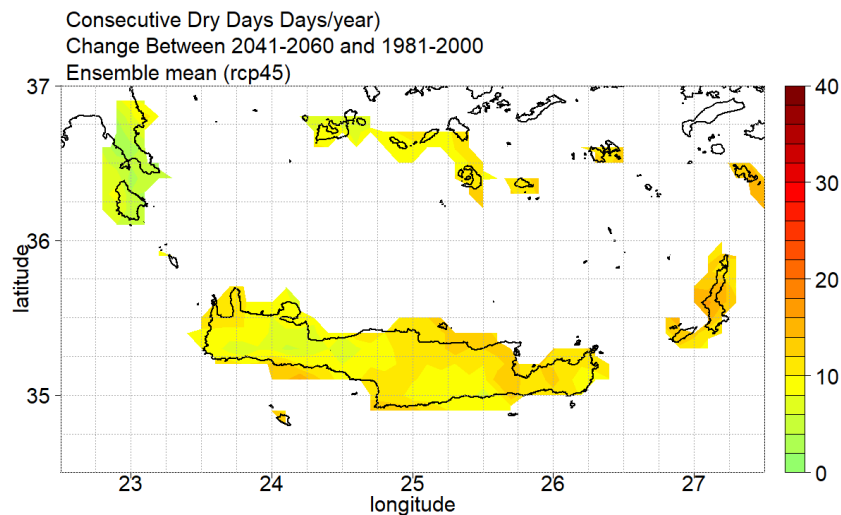 Consecutive Dry Days Days/year)
Change Between 2041-2060 and 1981-2000
Ensemble mean (rcp45)
37
36
35
latitude
23
24
25
26
27
longitude
40
30
20
10
0